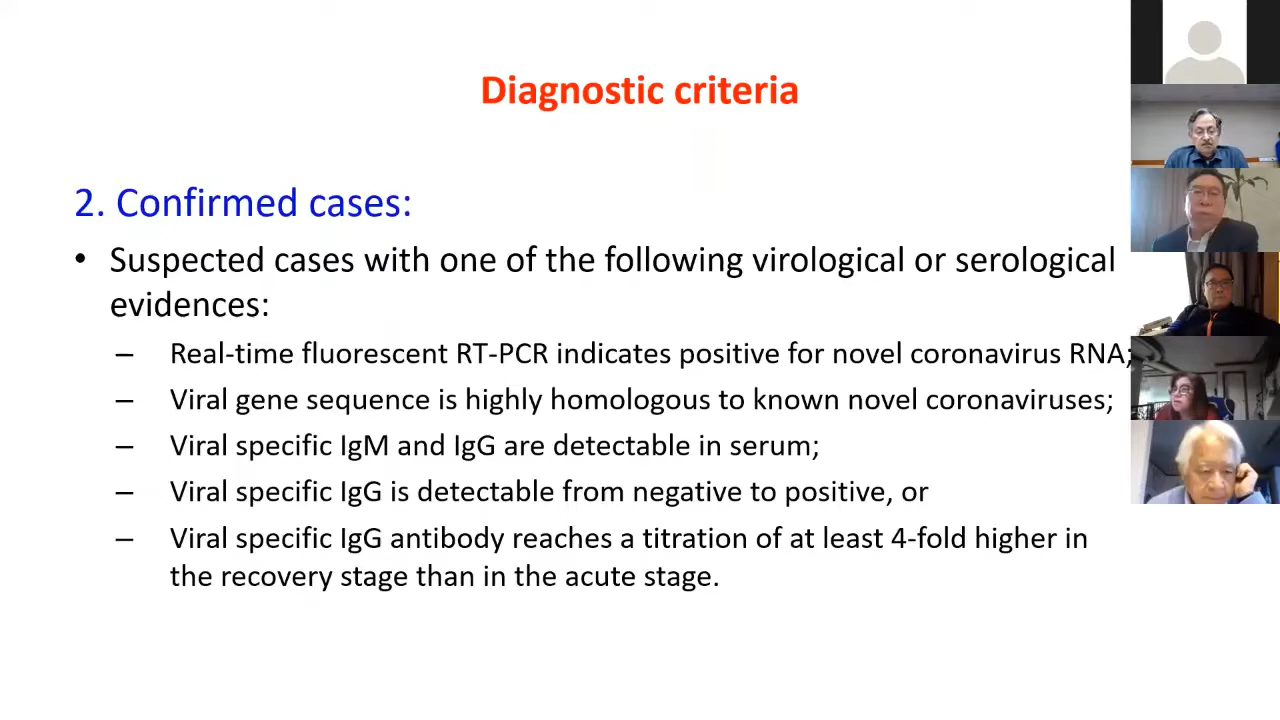 Diagnostic criteria
2. Confirmed cases:
• Suspected cases with one of the following virological or serological
evidences:
– Real-time fluorescent RT-PCR indicates positive for novel coronavirus RNA;
– Viral gene sequence is highly homologous to known novel coronaviruses;
– Viral specific IgM and IgG are detectable in serum;
– Viral specific IgG is detectable from negative to positive, or
– Viral specific IgG antibody reaches a titration of at least 4-fold higher in
the recovery stage than in the acute stage.